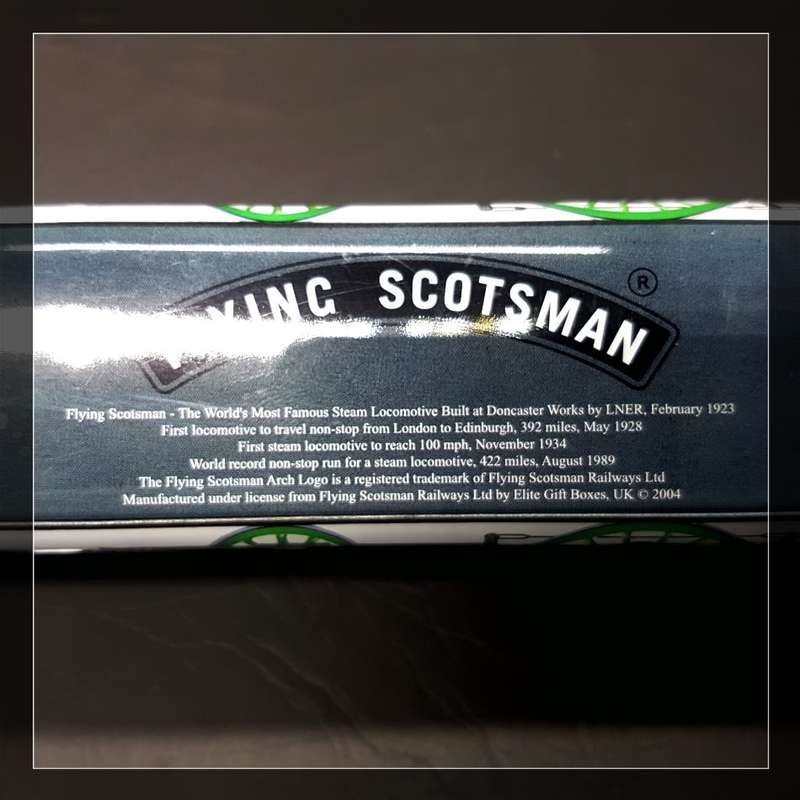 FLYING SCOTSMAN ®
Flying Scotsman - The World's Most Famous Steam Locomotive Built at Doncaster Works by LNER, February 1923
First locomotive to travel non-stop from London to Edinburgh, 392 miles, May 1928
First steam locomotive to reach 100 mph, November 1934
World record non-stop run for a steam locomotive, 422 miles, August 1989
The Flying Scotsman Arch Logo is a registered trademark of Flying Scotsman Railways Ltd
Manufactured under license from Flying Scotsman Railways Ltd by Elite Gift Boxes, UK © 2004